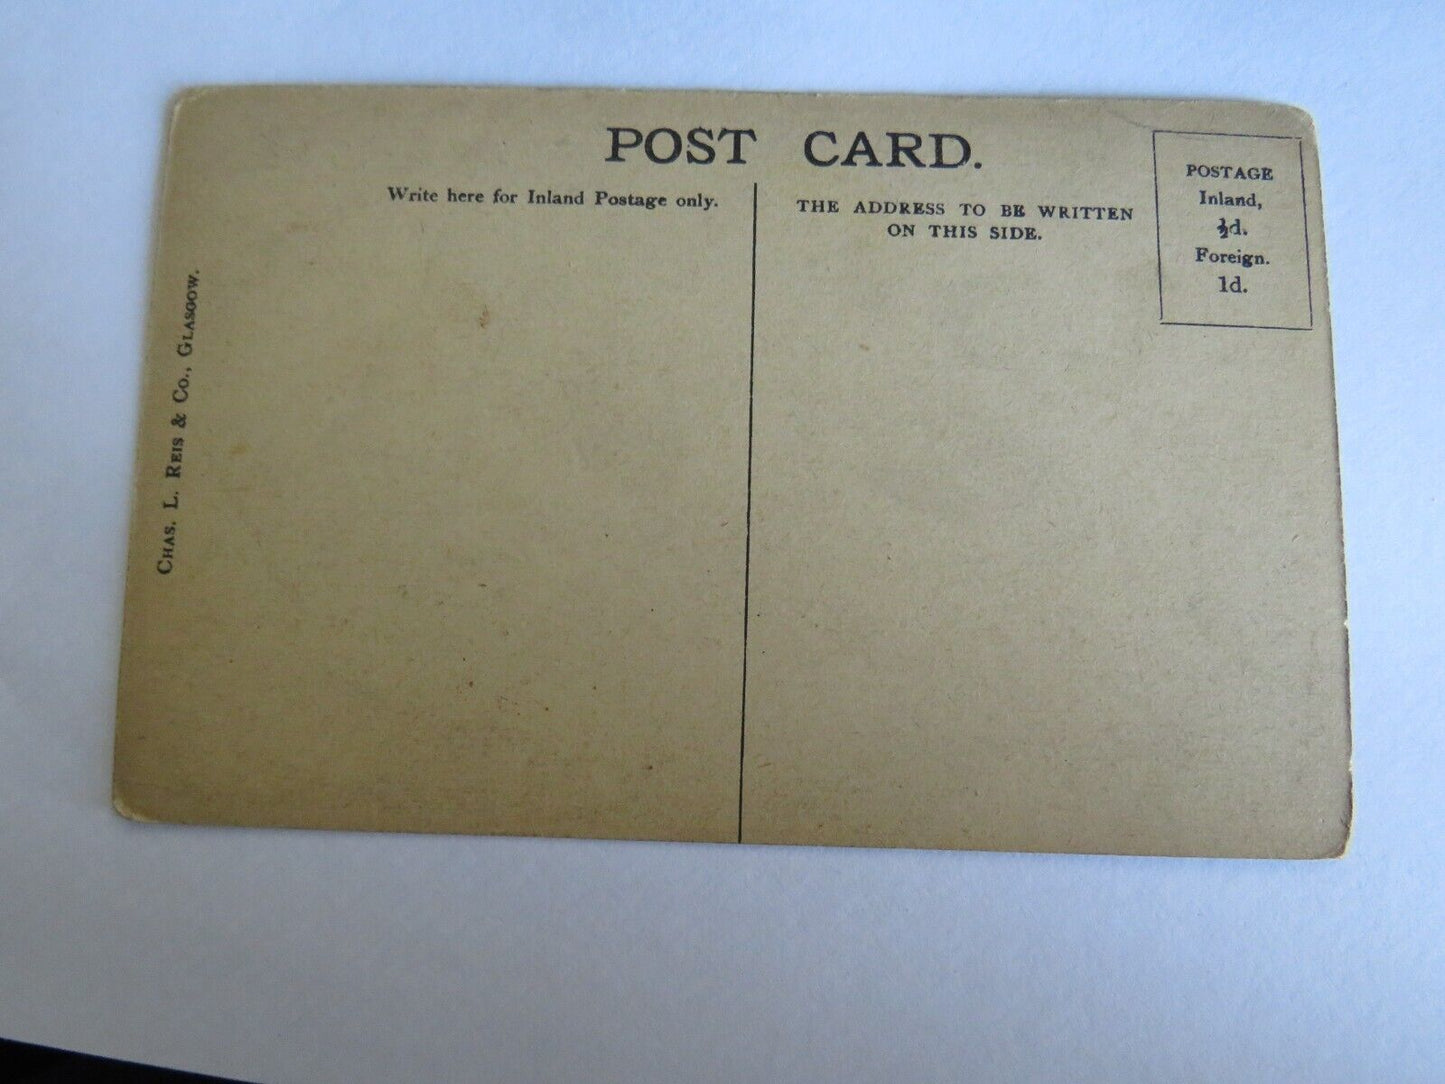 POST CARD.
Write here for Inland Postage only.
THE ADDRESS TO BE WRITTEN
ON THIS SIDE.
POSTAGE
Inland,
½d.
Foreign.
1d.
CHAS. L. REIS & CO., GLASGOW.